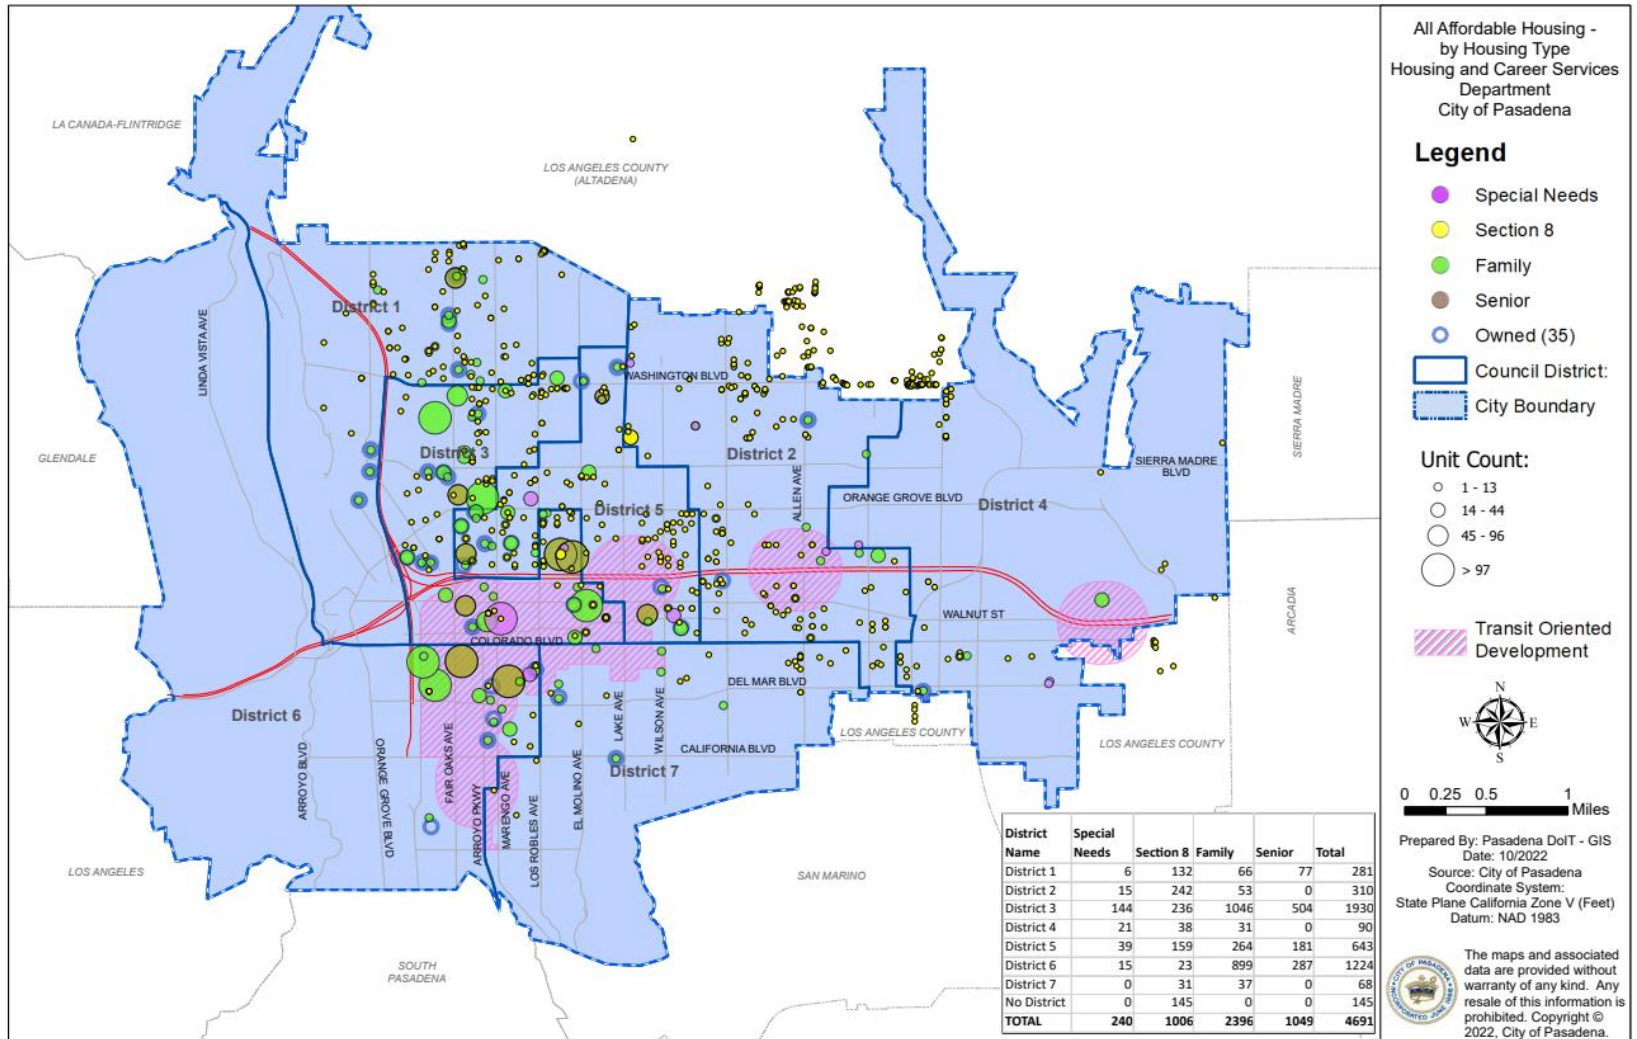 All Affordable Housing -
by Housing Type
Housing and Career Services
Department
City of Pasadena
Legend
Special Needs
Section 8
Family
Senior
Owned (35)
Council District:
City Boundary
Unit Count:
1 - 13
14 - 44
45 - 96
> 97
Transit Oriented
Development
N
W E
S
0 0.25 0.5 1
Miles
Prepared By: Pasadena DoIT - GIS
Date: 10/2022
Source: City of Pasadena
Coordinate System:
State Plane California Zone V (Feet)
Datum: NAD 1983
CITY OF PASADENA
INCORPORATED JUNE 1886
The maps and associated
data are provided without
warranty of any kind. Any
resale of this information is
prohibited. Copyright ©
2022, City of Pasadena.
LA CANADA-FLINTRIDGE
LOS ANGELES COUNTY
(ALTADENA)
District 1
LINDA VISTA AVE
WASHINGTON BLVD
SIERRA MADRE
GLENDALE
District 3
District 2
SIERRA MADRE
BLVD
ALLEN AVE
ORANGE GROVE BLVD
District 4
District 5
WALNUT ST
ARCADIA
COLORADO BLVD
DEL MAR BLVD
District 6
LAKE AVE
WILSON AVE
LOS ANGELES COUNTY
LOS ANGELES COUNTY
CALIFORNIA BLVD
ARROYO BLVD
ORANGE GROVE BLVD
FAIR OAKS AVE
District 7
ARROYO PKWY
MARENGO AVE
LOS ROBLES AVE
EL MOLINO AVE
LOS ANGELES
SAN MARINO
SOUTH
PASADENA
District Name Special Needs Section 8 Family Senior Total
District 1 6 132 66 77 281
District 2 15 242 53 0 310
District 3 144 236 1046 504 1930
District 4 21 38 31 0 90
District 5 39 159 264 181 643
District 6 15 23 899 287 1224
District 7 0 31 37 0 68
No District 0 145 0 0 145
TOTAL 240 1006 2396 1049 4691